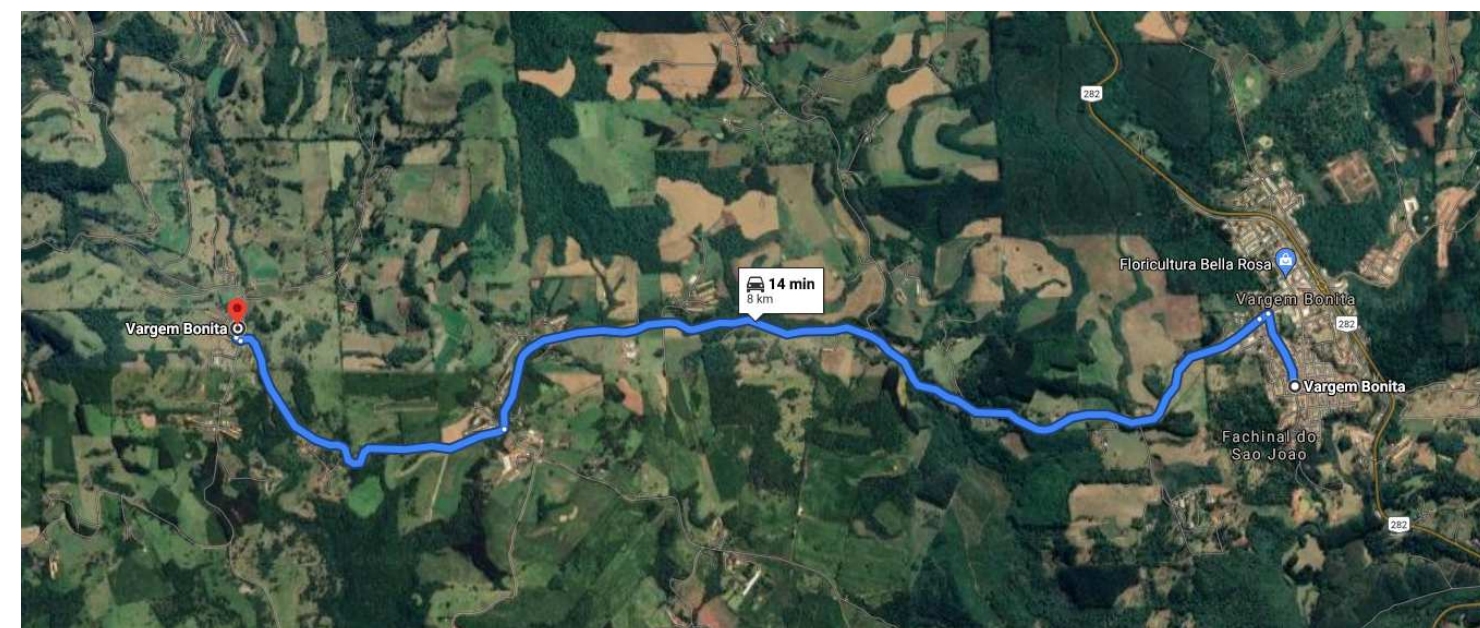 282
Floricultura Bella Rosa
14 min
8 km
Vargem Bonita
Vargem Bonita
282
Vargem Bonita
Fachinal do
Sao Joao
282